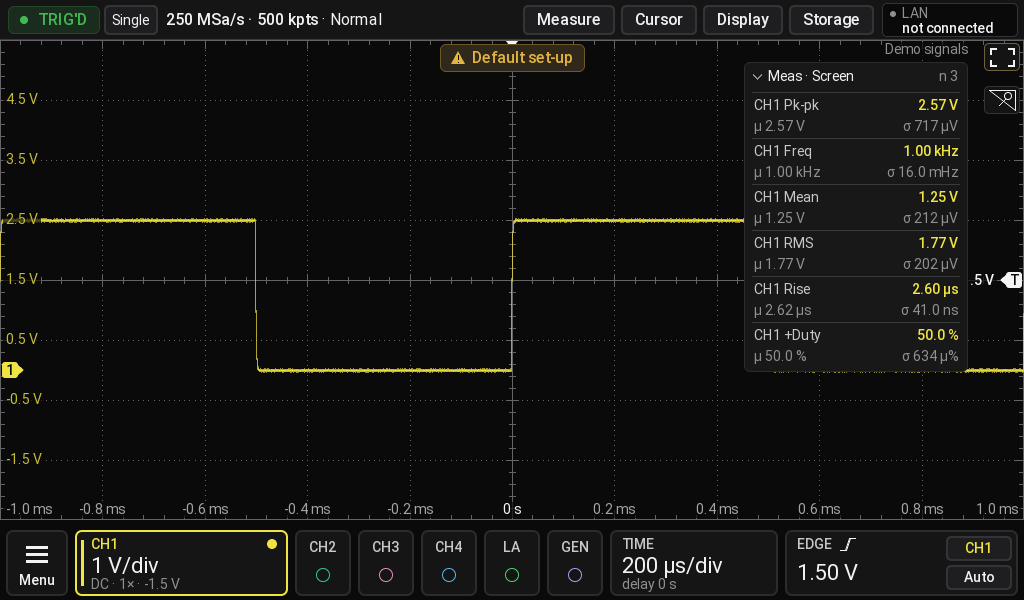 TRIG'D
Single
250 MSa/s · 500 kpts · Normal
Measure
Cursor
Display
Storage
LAN
not connected
Demo signals
Default set-up
Meas · Screen n 3
CH1 Pk-pk 2.57 V
µ 2.57 V σ 717 µV
CH1 Freq 1.00 kHz
µ 1.00 kHz σ 16.0 mHz
CH1 Mean 1.25 V
µ 1.25 V σ 212 µV
CH1 RMS 1.77 V
µ 1.77 V σ 202 µV
CH1 Rise 2.60 µs
µ 2.62 µs σ 41.0 ns
CH1 +Duty 50.0 %
µ 50.0 % σ 634 µ%
4.5 V
3.5 V
2.5 V
1.5 V
0.5 V
-0.5 V
-1.5 V
1
.5 V
T
-1.0 ms
-0.8 ms
-0.6 ms
-0.4 ms
-0.2 ms
0 s
0.2 ms
0.4 ms
0.6 ms
0.8 ms
1.0 ms
Menu
CH1
1 V/div
DC · 1× · -1.5 V
CH2
CH3
CH4
LA
GEN
TIME
200 µs/div
delay 0 s
EDGE
1.50 V
CH1
Auto